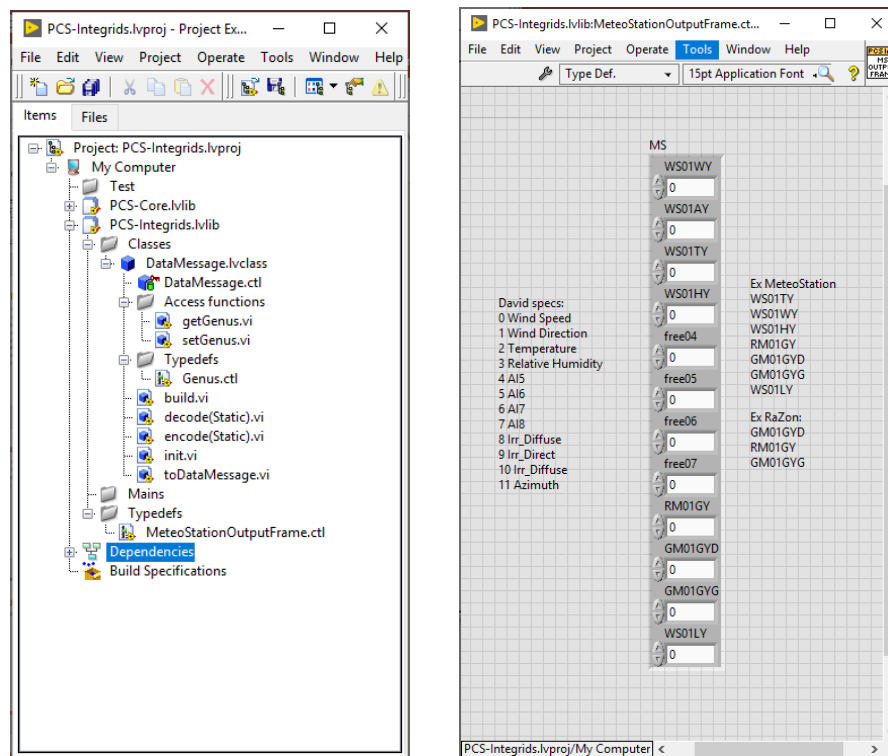 PCS-Integrids.lvproj - Project Ex...
File Edit View Project Operate Tools Window Help
Items Files
Project: PCS-Integrids.lvproj
My Computer
Test
PCS-Core.lvlib
PCS-Integrids.lvlib
Classes
DataMessage.lvclass
DataMessage.ctl
Access functions
getGenus.vi
setGenus.vi
Typedefs
Genus.ctl
build.vi
decode(Static).vi
encode(Static).vi
init.vi
toDataMessage.vi
Mains
Typedefs
MeteoStationOutputFrame.ctl
Dependencies
Build Specifications
PCS-Integrids.lvlib:MeteoStationOutputFrame.ct...
File Edit View Project Operate Tools Window Help
Type Def. 15pt Application Font
MS
WS01WY
0
WS01AY
0
WS01TY
0
WS01HY
0
free04
0
free05
0
free06
0
free07
0
RM01GY
0
GM01GYD
0
GM01GYG
0
WS01LY
0
David specs:
0 Wind Speed
1 Wind Direction
2 Temperature
3 Relative Humidity
4 AI5
5 AI6
6 AI7
7 AI8
8 Irr_Diffuse
9 Irr_Direct
10 Irr_Diffuse
11 Azimuth
Ex MeteoStation
WS01TY
WS01WY
WS01HY
RM01GY
GM01GYD
GM01GYG
WS01LY
Ex RaZon:
GM01GYD
RM01GY
GM01GYG
PCS-Integrids.lvproj/My Computer